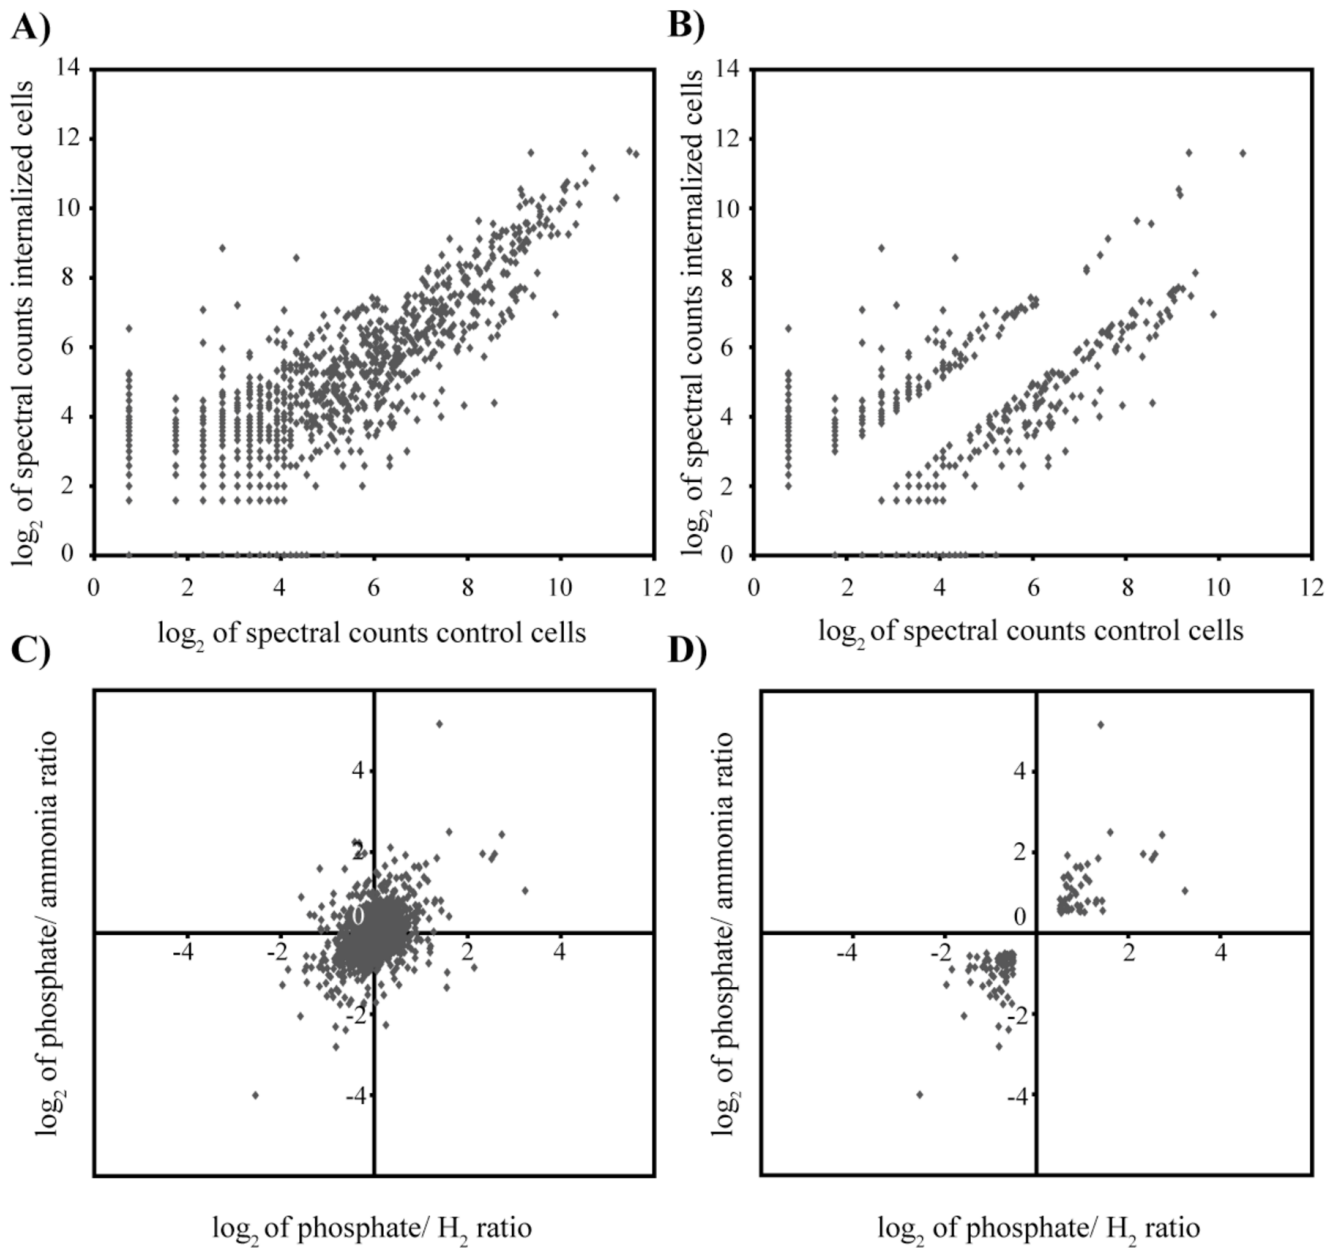 A)
B)
log2 of spectral counts internalized cells
14
12
10
8
6
4
2
0
0 2 4 6 8 10 12
log2 of spectral counts control cells
log2 of spectral counts internalized cells
14
12
10
8
6
4
2
0
0 2 4 6 8 10 12
log2 of spectral counts control cells
C)
D)
log2 of phosphate/ ammonia ratio
4
2
0
-4 -2 2 4
-2
-4
log2 of phosphate/ H2 ratio
log2 of phosphate/ ammonia ratio
4
2
0
-4 -2 2 4
-2
-4
log2 of phosphate/ H2 ratio